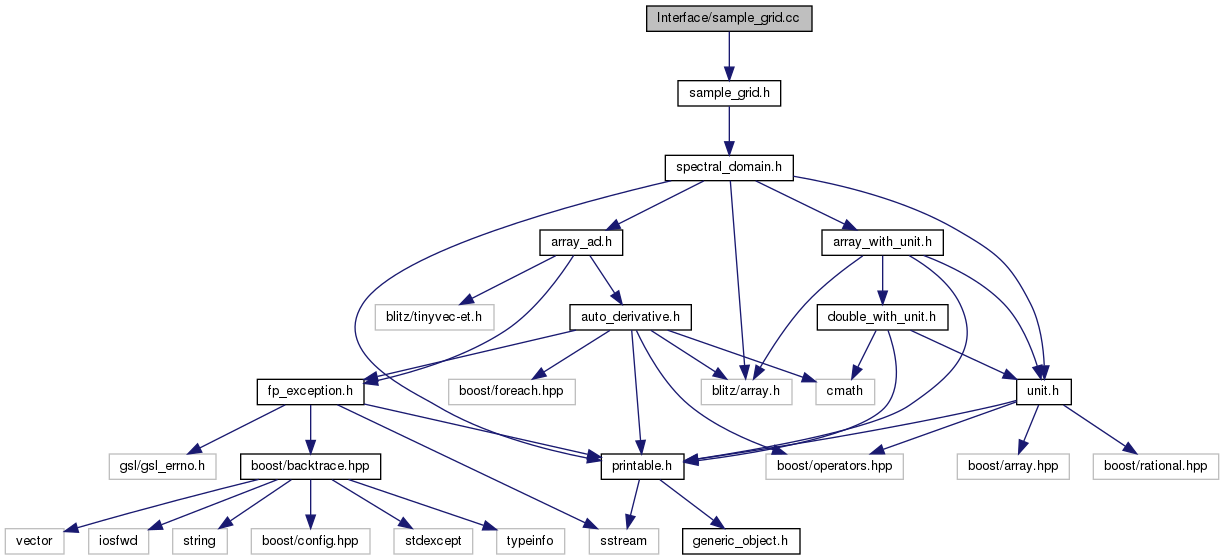 Interface/sample_grid.cc
sample_grid.h
spectral_domain.h
array_ad.h
array_with_unit.h
blitz/tinyvec-et.h
auto_derivative.h
double_with_unit.h
fp_exception.h
boost/foreach.hpp
blitz/array.h
cmath
unit.h
gsl/gsl_errno.h
boost/backtrace.hpp
printable.h
boost/operators.hpp
boost/array.hpp
boost/rational.hpp
vector
iosfwd
string
boost/config.hpp
stdexcept
typeinfo
sstream
generic_object.h